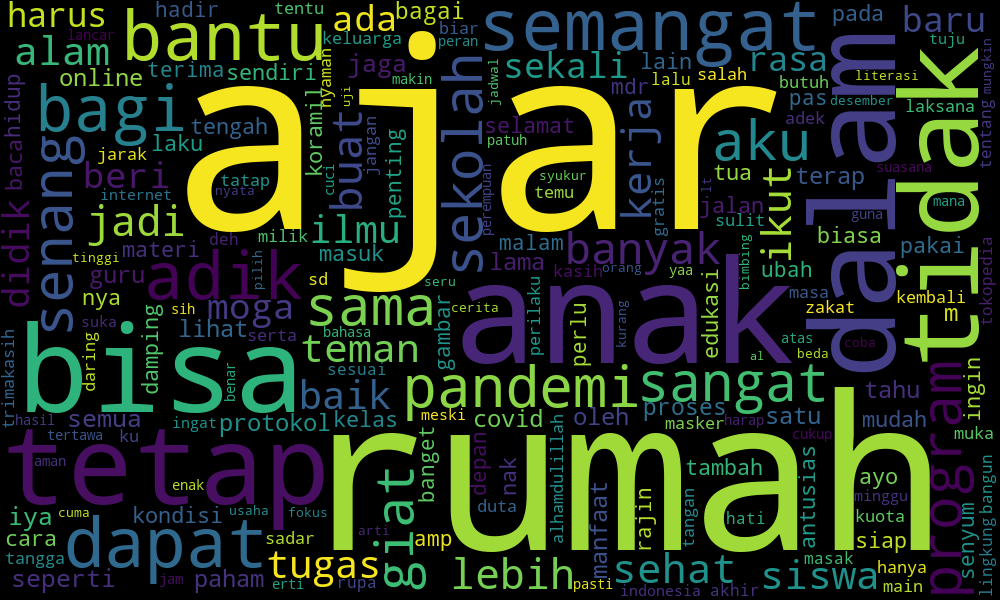 harus
hadir
tentu
ada
bagai
semangat
pada
baru
lancar
biar
peran
keluarga
tuju
alam
bantu
online
terima
sendiri
nyaman
jaga
makin
jadwal
sekali
lain
lalu
salah
rasa
butuh
literasi
mungkin
tentang
bacahidup
bagi
tengah
koramil
uji
buat
jangan
sekolah
selamat
mdr
kerja
aku
pas
desember
adek
laksana
tidak
dalam
ajar
laku
jarak
beri
tatap
cuci
internet
nyata
penting
patuh
perempuan
syukur
temu
gratis
jalan
lt
tua
sulit
ikut
terap
suasana
mana
guna
didik
senang
jadi
deh
milik
ilmu
malam
banyak
biasa
pakai
tokopedia
tinggi
materi
guru
adik
pilih
masuk
sd
lama
kasih
orang
yaa
edukasi
bimbing
ubah
masa
zakat
kembali
m
nya
suka
sih
moga
sama
seru
cerita
perilaku
anak
kurang
perlu
al
atas
beda
coba
trimakasih
daring
damping
lihat
serta
benar
teman
bahasa
sesuai
gambar
bisa
baik
pandemi
sangat
tahu
program
ingin
hasil
semua
ku
ingat
protokol
kelas
meski
covid
oleh
proses
masker
harap
satu
cukup
mudah
muka
tertawa
aman
tetap
enak
rumah
banget
depan
nak
alhamdulillah
tambah
tangan
hati
antusias
ayo
minggu
kuota
iya
cuma
kondisi
usaha
fokus
arti
giat
amp
duta
manfaat
rajin
siap
senyum
lingkung
bangun
cara
tangga
dapat
sadar
tugas
lebih
sehat
masak
siswa
hanya
main
seperti
jam
paham
erti
rupa
pasti
indonesia
akhir